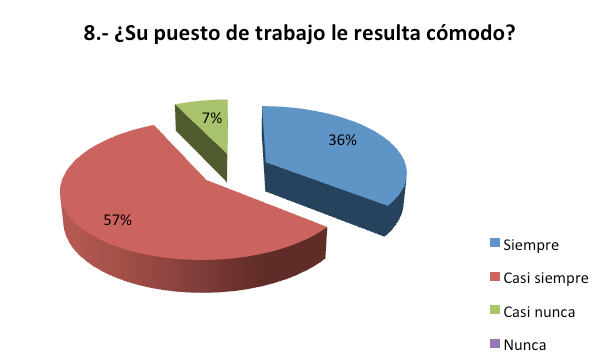 8.- ¿Su puesto de trabajo le resulta cómodo?
7%
36%
57%
Siempre
Casi siempre
Casi nunca
Nunca